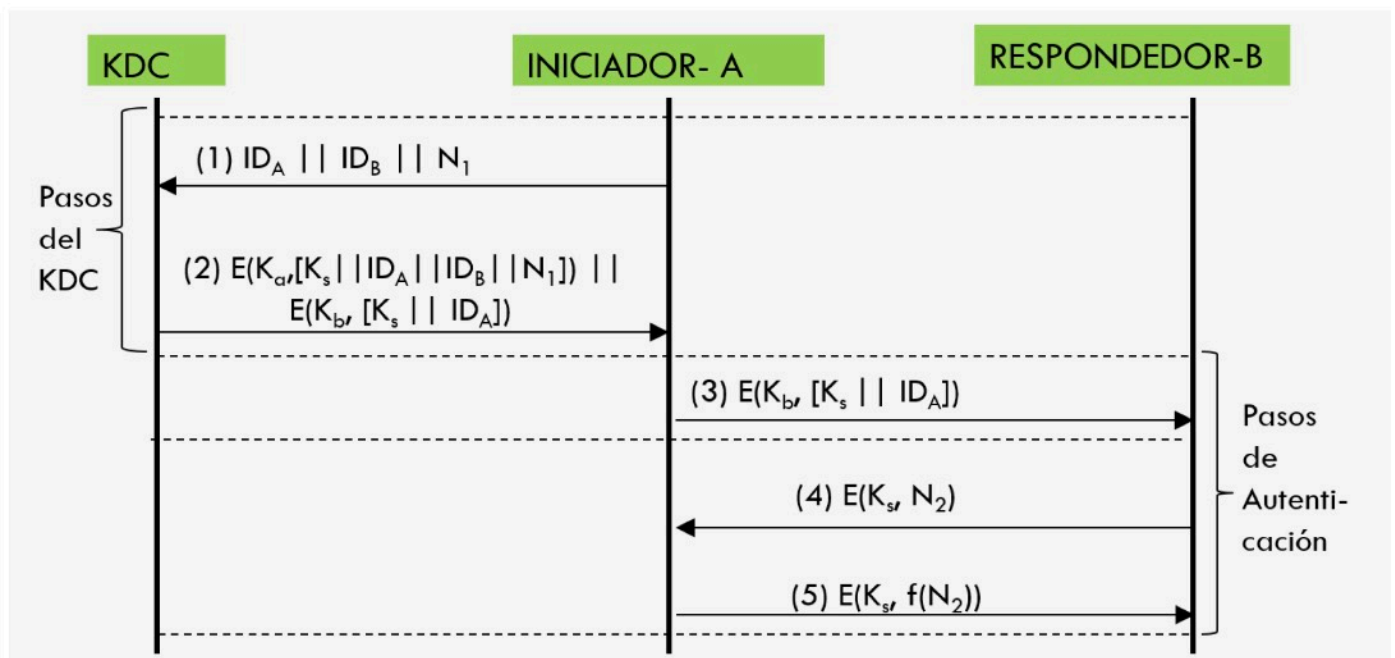 KDC
INICIADOR- A
RESPONDEDOR-B
(1) ID_A || ID_B || N_1
Pasos
del
KDC
(2) E(K_a,[K_s||ID_A||ID_B||N_1]) ||
E(K_b, [K_s || ID_A])
(3) E(K_b, [K_s || ID_A])
(4) E(K_s, N_2)
(5) E(K_s, f(N_2))
Pasos
de
Autenti-
cación